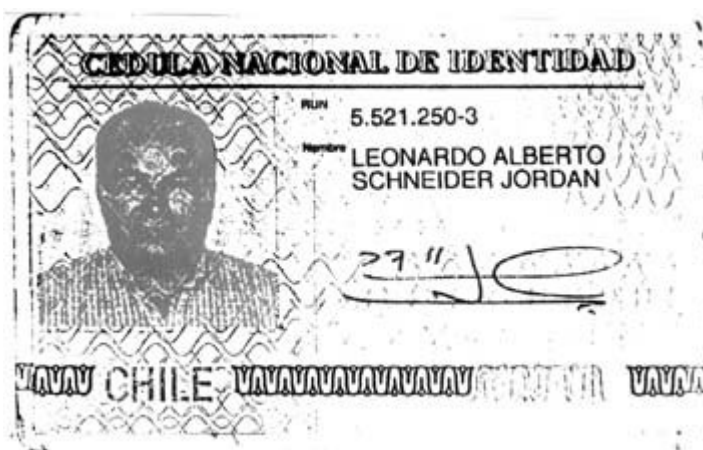 CEDULA NACIONAL DE IDENTIDAD
RUN
5.521.250-3
Nombre
LEONARDO ALBERTO
SCHNEIDER JORDAN
CHILE